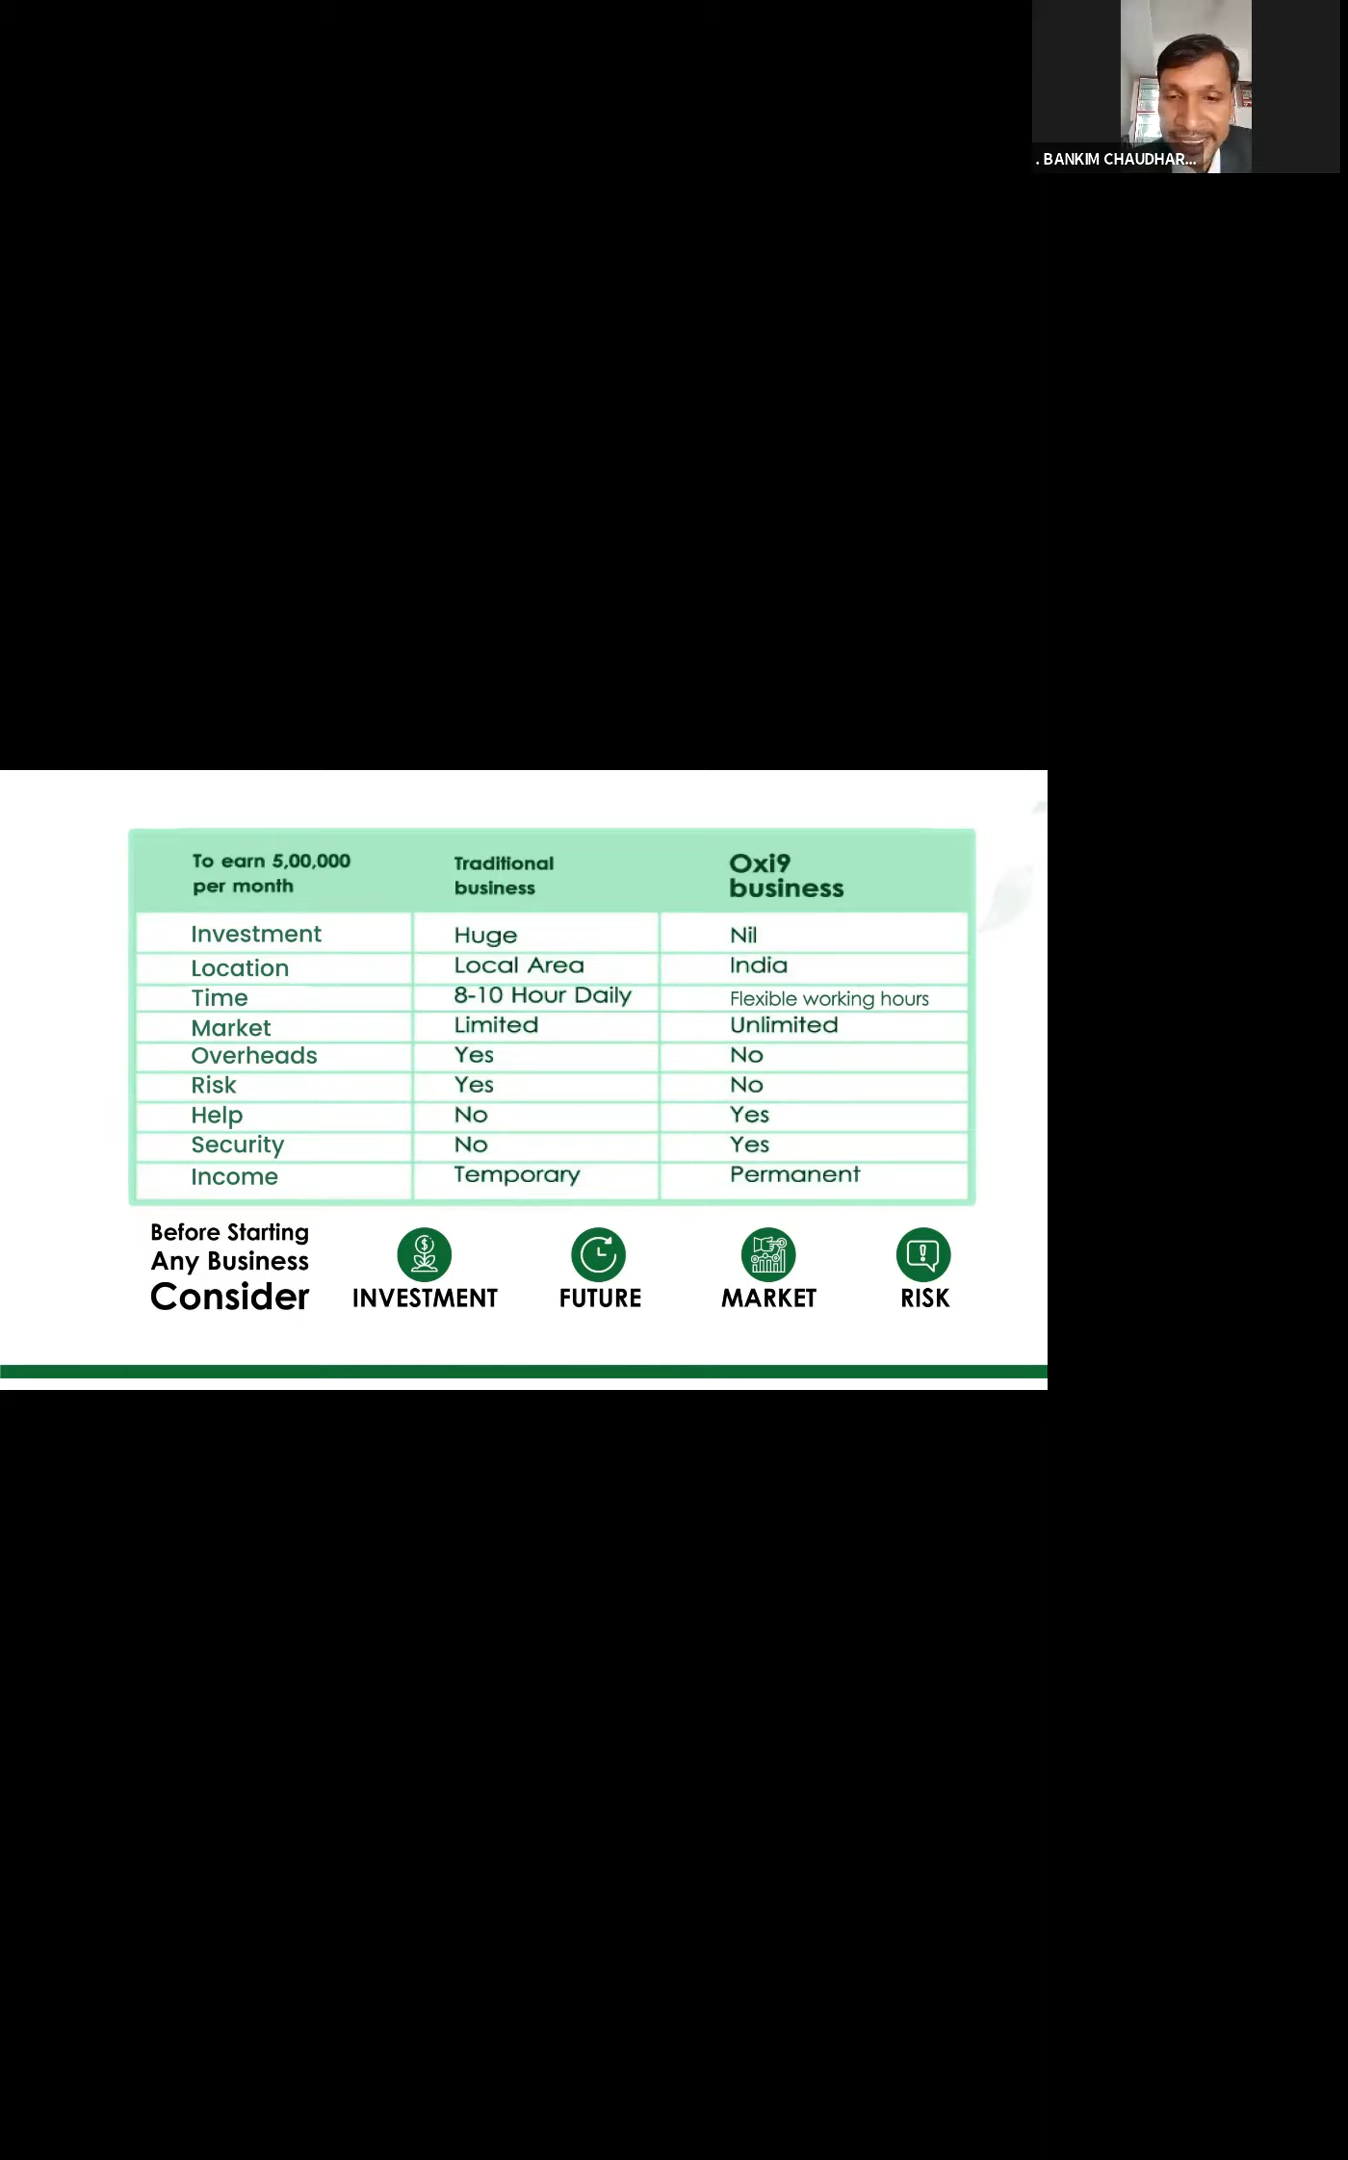 . BANKIM CHAUDHAR...
To earn 5,00,000 per month | Traditional business | Oxi9 business
Investment | Huge | Nil
Location | Local Area | India
Time | 8-10 Hour Daily | Flexible working hours
Market | Limited | Unlimited
Overheads | Yes | No
Risk | Yes | No
Help | No | Yes
Security | No | Yes
Income | Temporary | Permanent
Before Starting
Any Business
Consider
INVESTMENT
FUTURE
MARKET
RISK